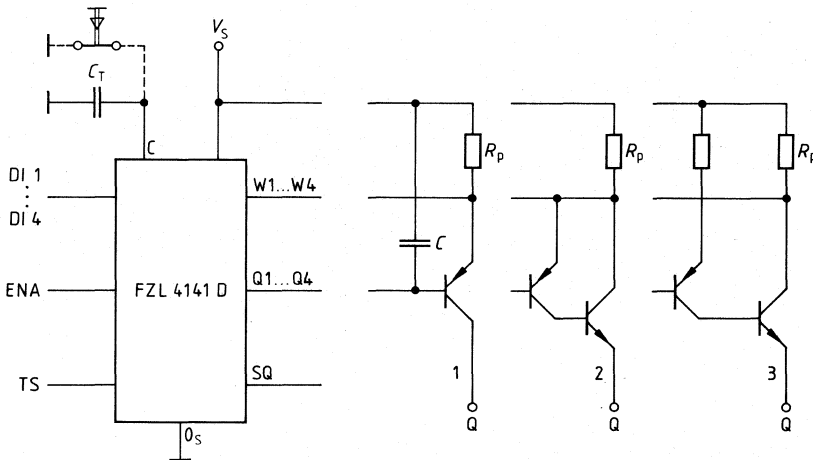 V_S
C_T
C
DI 1
⋮
DI 4
W1...W4
ENA
FZL 4141 D
Q1...Q4
TS
SQ
0_S
R_p
C
1
Q
R_p
2
Q
R_p
3
Q